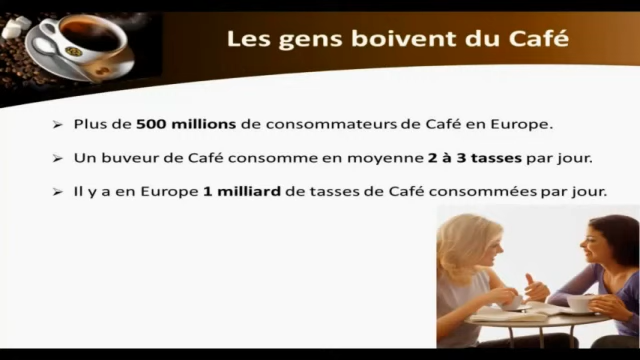 Les gens boivent du Café
➢ Plus de 500 millions de consommateurs de Café en Europe.
➢ Un buveur de Café consomme en moyenne 2 à 3 tasses par jour.
➢ Il y a en Europe 1 milliard de tasses de Café consommées par jour.